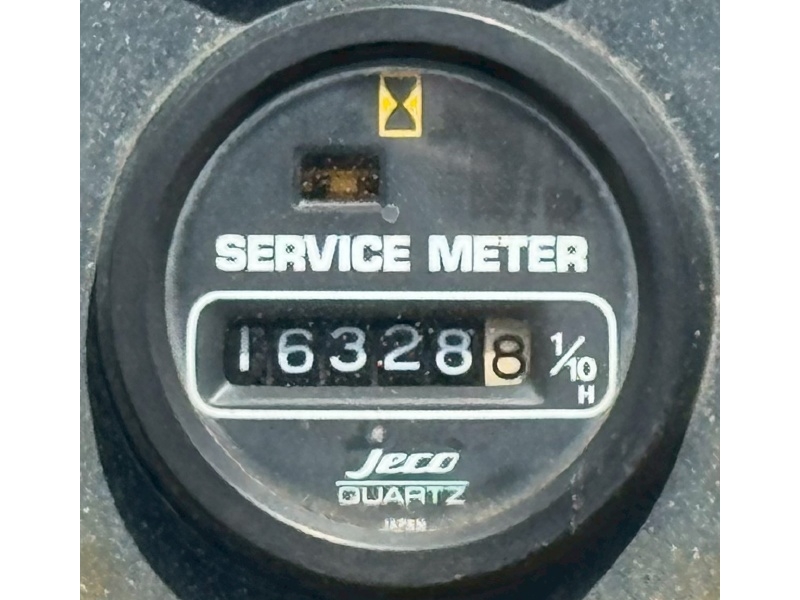 SERVICE METER
163288 1/10
H
Jeco
QUARTZ
JAPAN